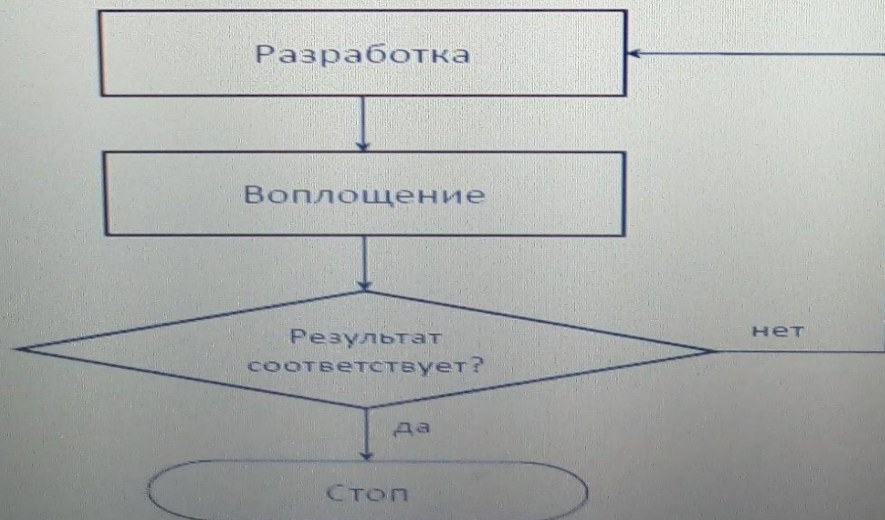 Разработка
Воплощение
Результат
соответствует?
нет
да
Стоп